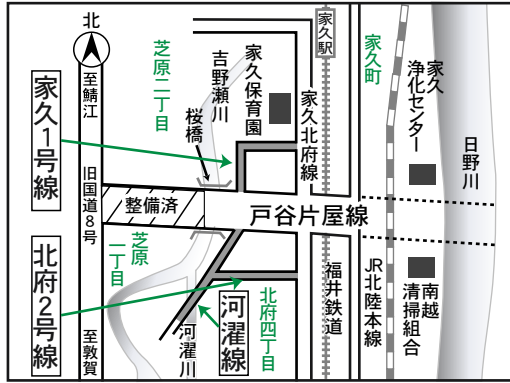 北
至鯖江
旧国道8号
至敦賀
家久1号線
北府2号線
芝原二丁目
吉野瀬川
桜橋
家久保育園
家久北府線
家久駅
家久町
家久
浄化センター
日野川
整備済
戸谷片屋線
芝原
一丁目
河濯川
河濯線
北府四丁目
福井鉄道
JR北陸本線
南越
清掃組合